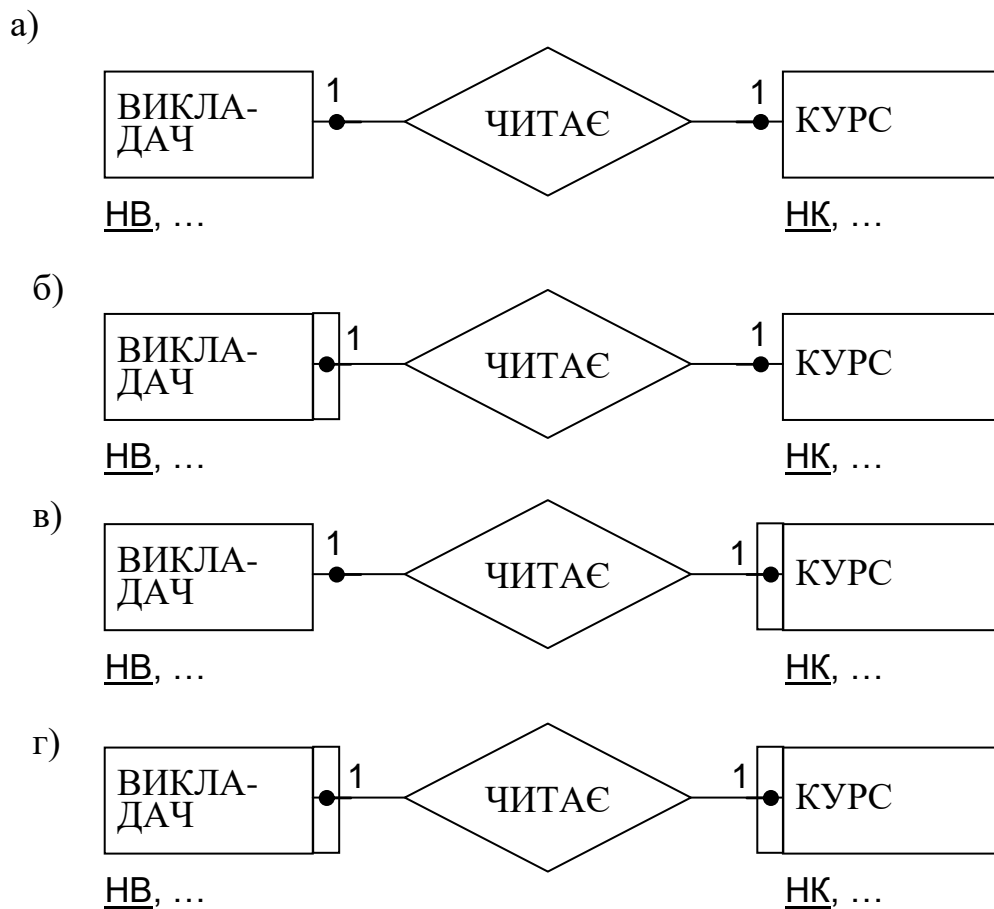 а)
1 1
ВИКЛА-
ДАЧ
ЧИТАЄ
КУРС
НВ, … НК, …
б)
1 1
ВИКЛА-
ДАЧ
ЧИТАЄ
КУРС
НВ, … НК, …
в)
1 1
ВИКЛА-
ДАЧ
ЧИТАЄ
КУРС
НВ, … НК, …
г)
1 1
ВИКЛА-
ДАЧ
ЧИТАЄ
КУРС
НВ, … НК, …